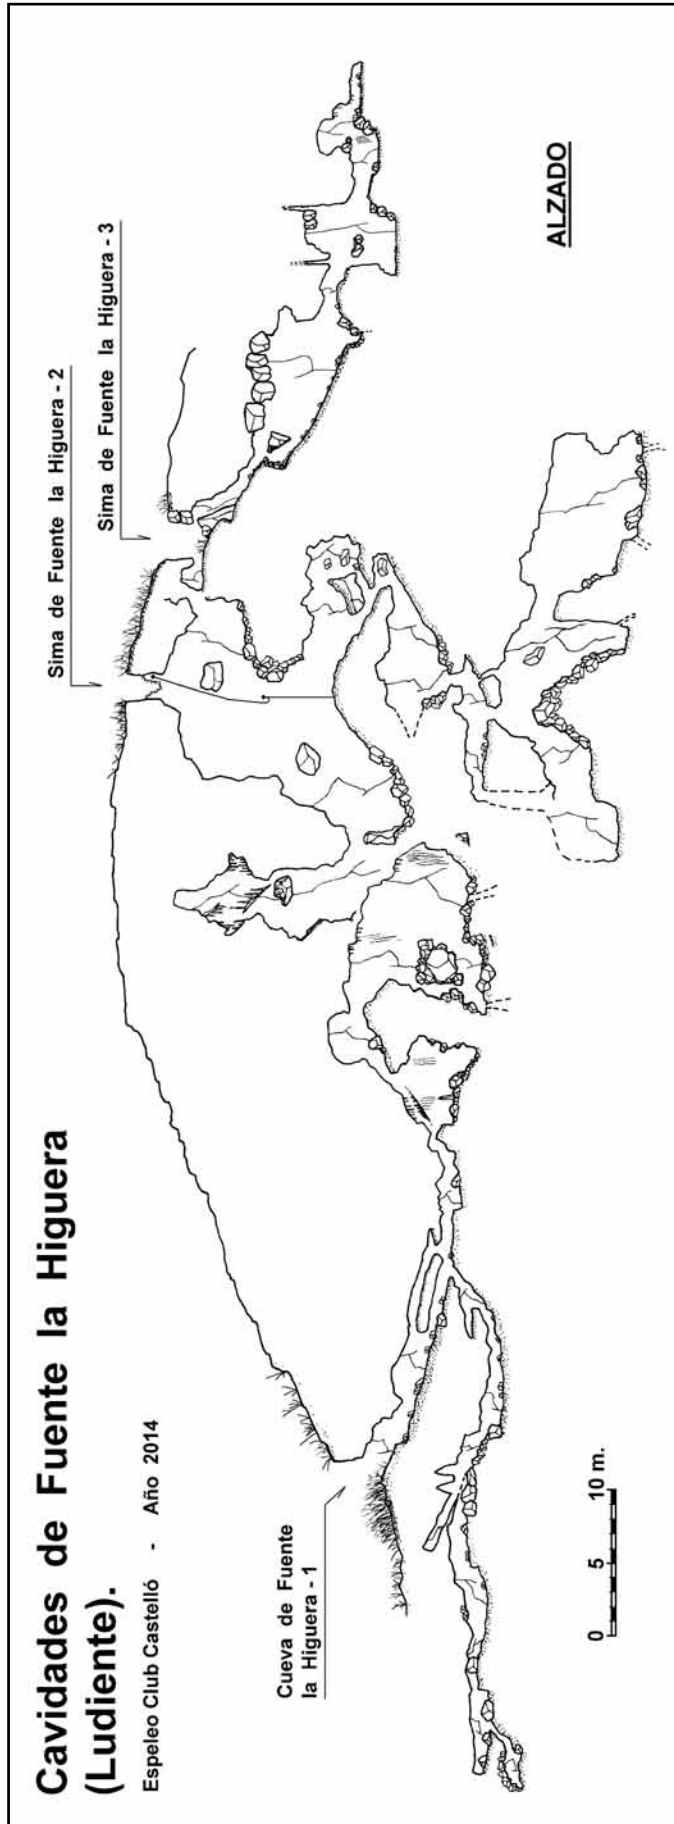 Cavidades de Fuente la Higuera
(Ludiente).
Espeleo Club Castelló - Año 2014
Cueva de Fuente
la Higuera - 1
Sima de Fuente la Higuera - 2
Sima de Fuente la Higuera - 3
ALZADO
0 5 10 m.